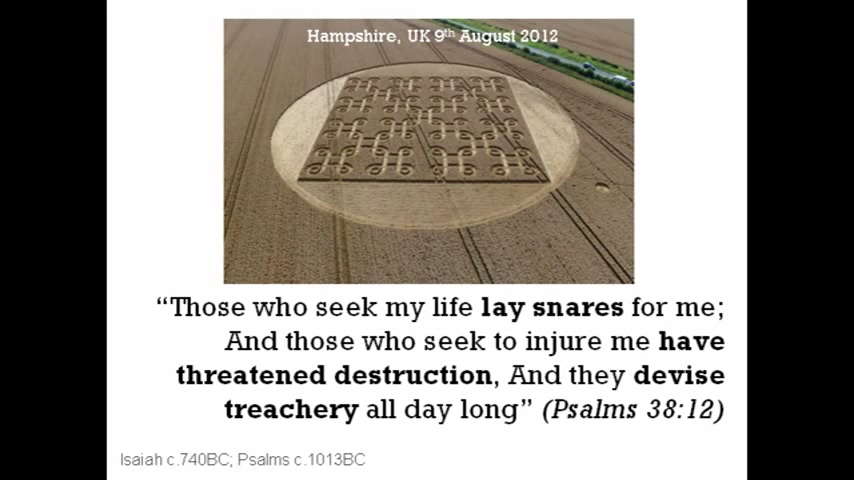 Hampshire, UK 9th August 2012
“Those who seek my life lay snares for me;
And those who seek to injure me have
threatened destruction, And they devise
treachery all day long” (Psalms 38:12)
Isaiah c.740BC; Psalms c.1013BC